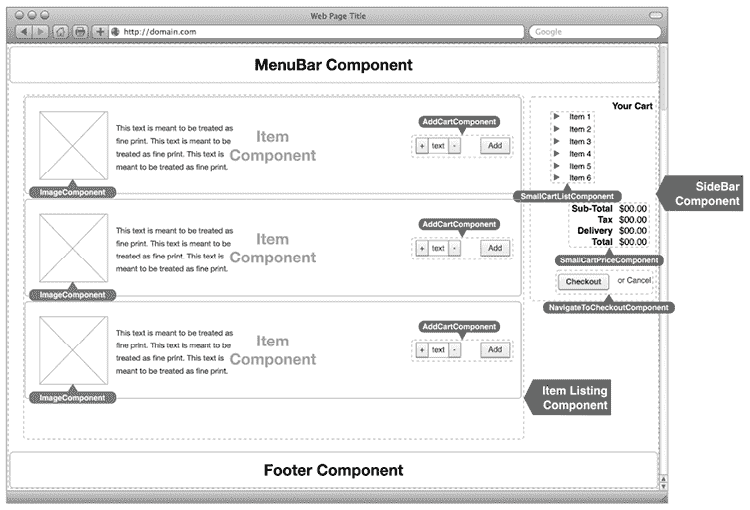 Web Page Title
http://domain.com
Google
MenuBar Component
This text is meant to be treated as
fine print. This text is meant to be
treated as fine print. This text is
meant to be treated as fine print.
Item
Component
ImageComponent
AddCartComponent
+ text -
Add
This text is meant to be treated as
fine print. This text is meant to be
treated as fine print. This text is
meant to be treated as fine print.
Item
Component
ImageComponent
AddCartComponent
+ text -
Add
This text is meant to be treated as
fine print. This text is meant to be
treated as fine print. This text is
meant to be treated as fine print.
Item
Component
ImageComponent
AddCartComponent
+ text -
Add
Item Listing
Component
Your Cart
Item 1
Item 2
Item 3
Item 4
Item 5
Item 6
SmallCartListComponent
SideBar
Component
Sub-Total $00.00
Tax $00.00
Delivery $00.00
Total $00.00
SmallCartPriceComponent
Checkout or Cancel
NavigateToCheckoutComponent
Footer Component